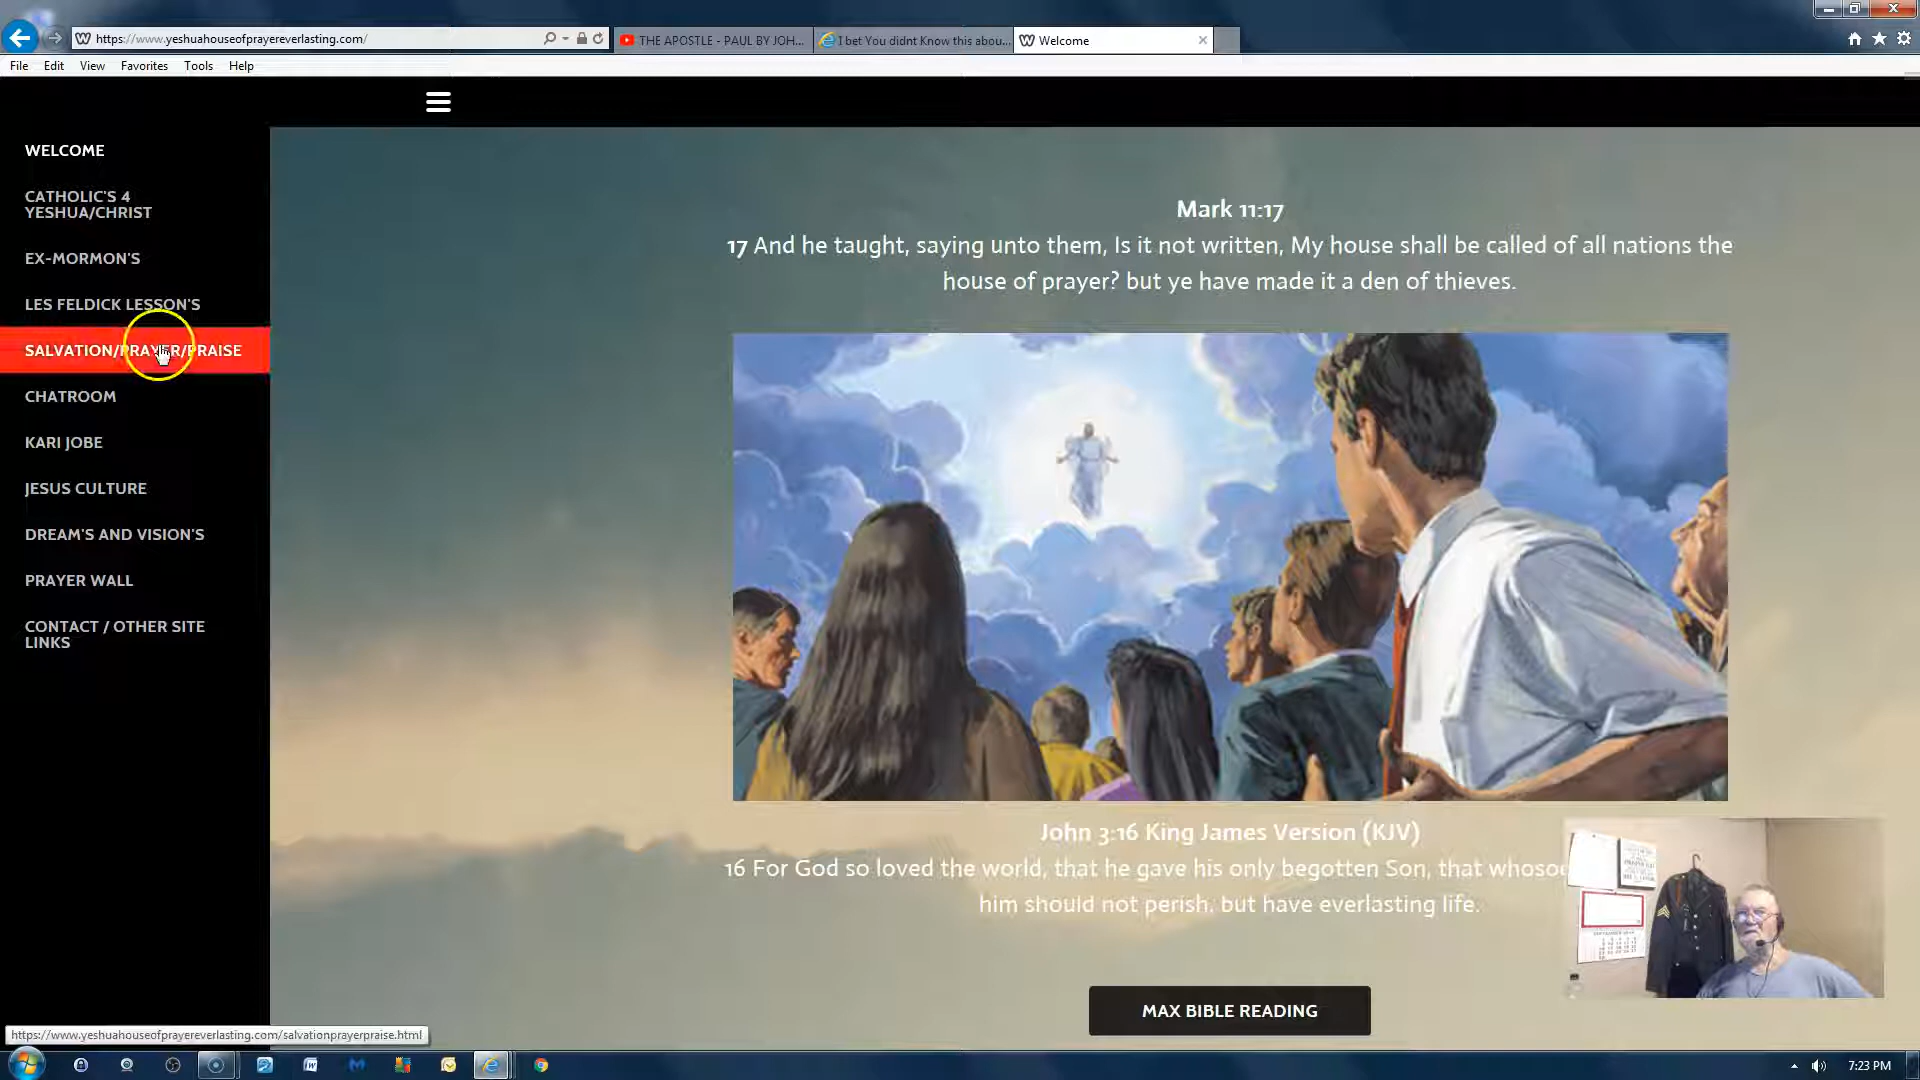 https://www.yeshuahouseofprayereverlasting.com/
THE APOSTLE - PAUL BY JOH...
I bet You didnt Know this abou...
Welcome
File Edit View Favorites Tools Help
WELCOME
CATHOLIC'S 4
YESHUA/CHRIST
EX-MORMON'S
LES FELDICK LESSON'S
SALVATION/PRAYER/PRAISE
CHATROOM
KARI JOBE
JESUS CULTURE
DREAM'S AND VISION'S
PRAYER WALL
CONTACT / OTHER SITE
LINKS
Mark 11:17
17 And he taught, saying unto them, Is it not written, My house shall be called of all nations the
house of prayer? but ye have made it a den of thieves.
John 3:16 King James Version (KJV)
16 For God so loved the world, that he gave his only begotten Son, that whoso
him should not perish, but have everlasting life.
MAX BIBLE READING
https://www.yeshuahouseofprayereverlasting.com/salvationprayerpraise.html
7:23 PM